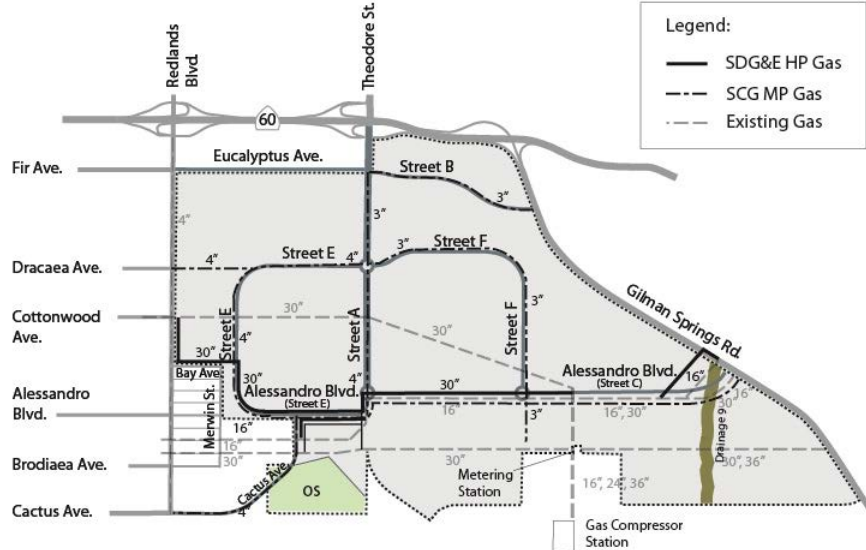 Redlands
Blvd.
Theodore St.
Legend:
SDG&E HP Gas
SCG MP Gas
Existing Gas
60
Fir Ave.
Eucalyptus Ave.
Street B
3"
4"
3"
Dracaea Ave.
4"
Street E
4"
3"
Street F
Cottonwood
Ave.
30"
Street E
4"
Street A
30"
Street F
3"
Gilman Springs Rd.
30"
Bay Ave.
30"
Alessandro Blvd.
(Street E)
4"
30"
Alessandro Blvd.
(Street C)
16"
16"
30"
Alessandro
Blvd.
Merwin St.
16"
16"
3"
16", 30"
16"
30"
Brodiaea Ave.
30"
Metering
Station
Drainage 9
30", 36"
16", 24", 36"
Cactus Ave.
Cactus Ave.
4"
OS
Gas Compressor
Station